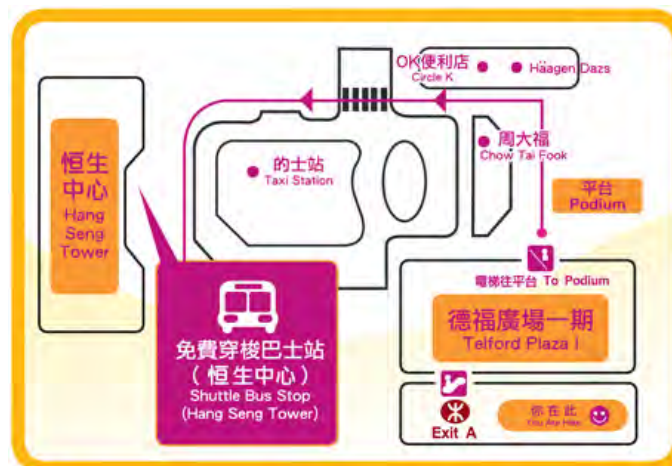 OK便利店
Circle K
Häagen Dazs
恒生
中心
Hang
Seng
Tower
的士站
Taxi Station
周大福
Chow Tai Fook
平台
Podium
電梯往平台 To Podium
德福廣場一期
Telford Plaza I
免費穿梭巴士站
(恒生中心)
Shuttle Bus Stop
(Hang Seng Tower)
Exit A
你在此
You Are Here